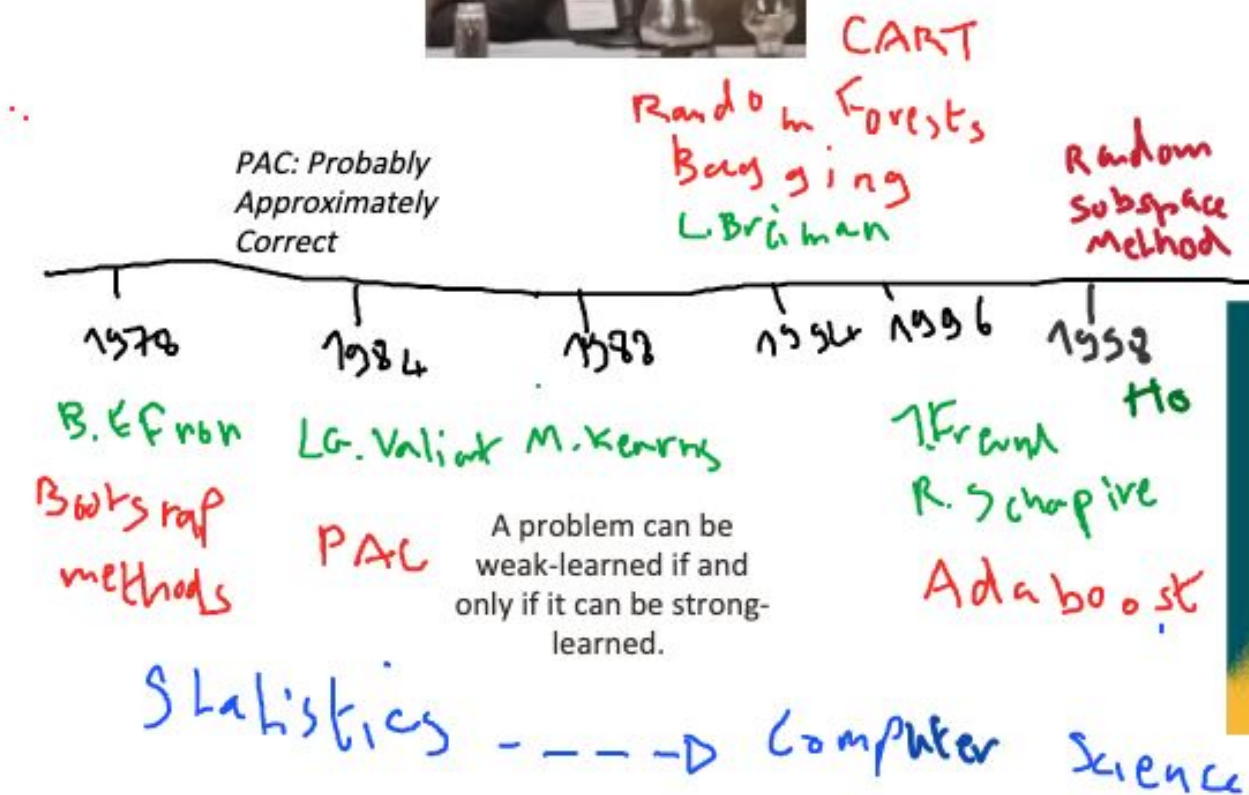 CART
Random Forests
Bagging
L.Breiman
Random
Subspace
Method
PAC: Probably
Approximately
Correct
1978
1984
1988
1994
1996
1998
B.Efron
LG.Valiant
M.Kearns
Y.Freund
Ho
R.Schapire
Bootsrap
methods
PAC
A problem can be
weak-learned if and
only if it can be strong-
learned.
Adaboost
Statistics ----> Computer Science